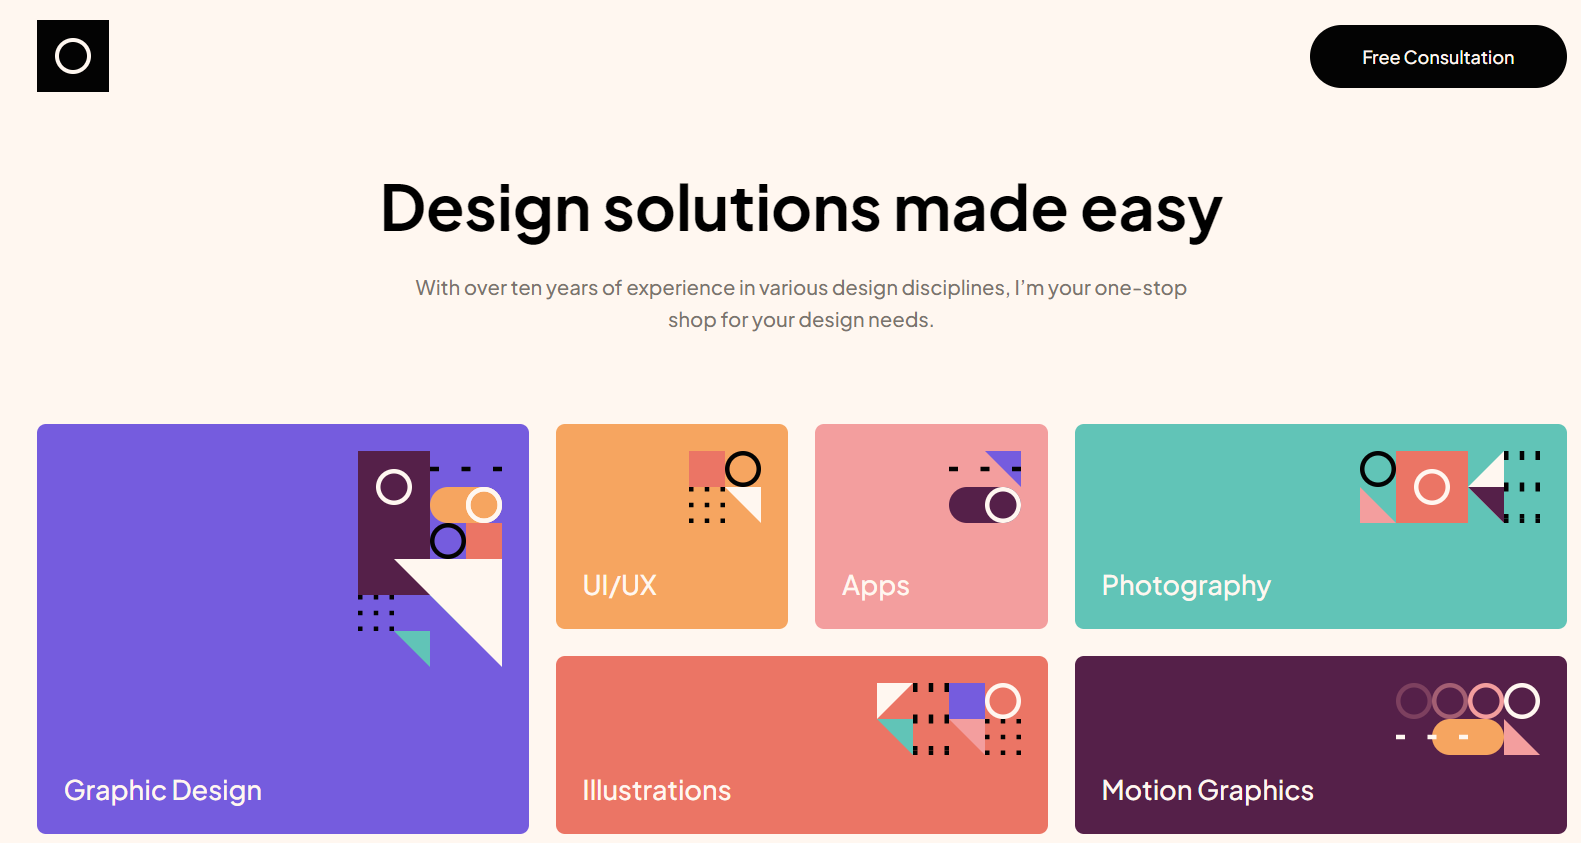 Free Consultation
Design solutions made easy
With over ten years of experience in various design disciplines, I’m your one-stop
shop for your design needs.
Graphic Design
UI/UX
Apps
Photography
Illustrations
Motion Graphics